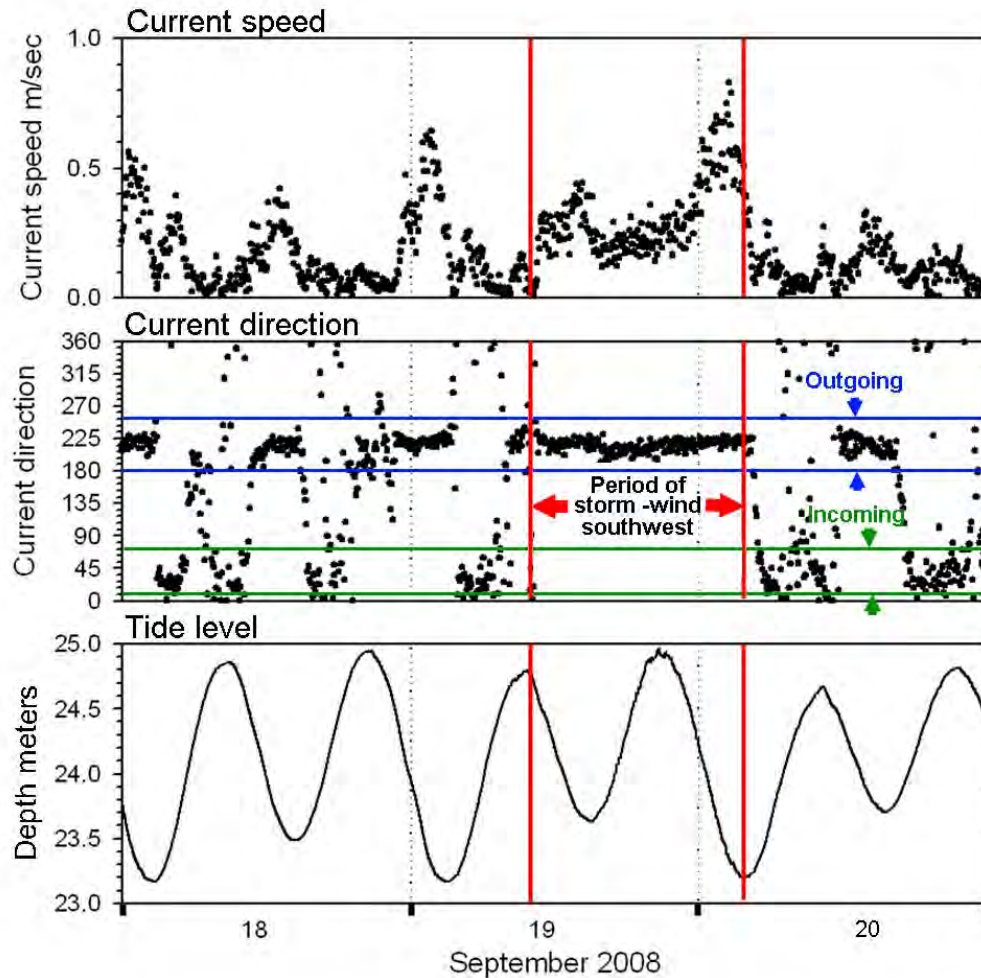 Current speed
1.0
0.5
0.0
Current speed m/sec
Current direction
360
315
270
225
180
135
90
45
0
Current direction
Outgoing
Period of
storm -wind
southwest
Incoming
Tide level
25.0
24.5
24.0
23.5
23.0
Depth meters
18
19
20
September 2008